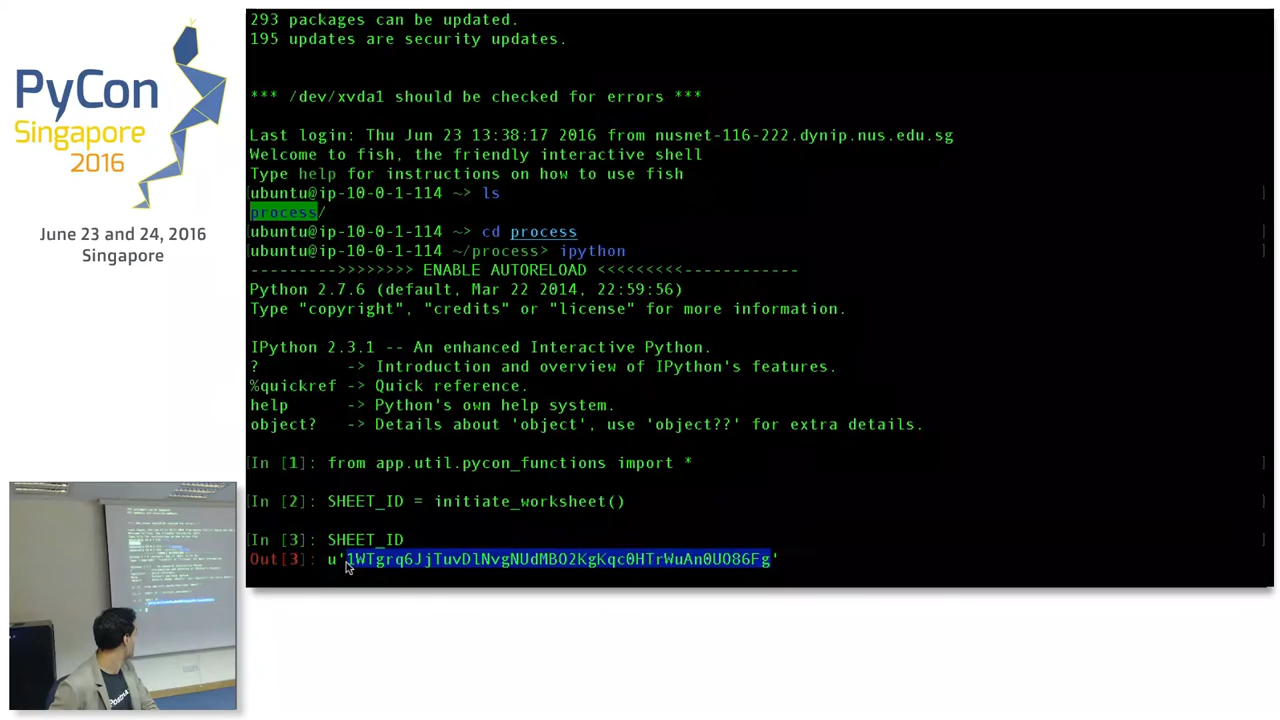 PyCon
Singapore
2016
June 23 and 24, 2016
Singapore
293 packages can be updated.
195 updates are security updates.
*** /dev/xvda1 should be checked for errors ***
Last login: Thu Jun 23 13:38:17 2016 from nusnet-116-222.dynip.nus.edu.sg
Welcome to fish, the friendly interactive shell
Type help for instructions on how to use fish
ubuntu@ip-10-0-1-114 ~> ls
process/
ubuntu@ip-10-0-1-114 ~> cd process
ubuntu@ip-10-0-1-114 ~/process> ipython
--------->>>>>>>> ENABLE AUTORELOAD <<<<<<<<<------------
Python 2.7.6 (default, Mar 22 2014, 22:59:56)
Type "copyright", "credits" or "license" for more information.
IPython 2.3.1 -- An enhanced Interactive Python.
? -> Introduction and overview of IPython's features.
%quickref -> Quick reference.
help -> Python's own help system.
object? -> Details about 'object', use 'object??' for extra details.
In [1]: from app.util.pycon_functions import *
In [2]: SHEET_ID = initiate_worksheet()
In [3]: SHEET_ID
Out[3]: u'1WTgrq6JjTuvDlNvgNUdMBO2KgKqc0HTrWuAn0UO86Fg'